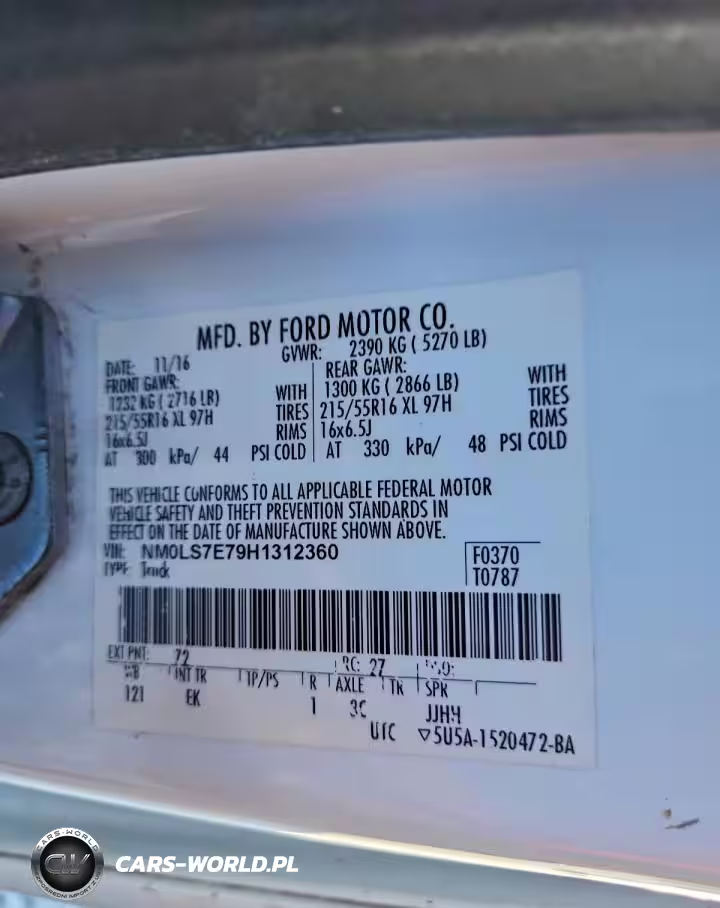 MFD. BY FORD MOTOR CO.
DATE: 11/16 GVWR: 2390 KG ( 5270 LB)
FRONT GAWR: REAR GAWR:
1232 KG ( 2716 LB) WITH 1300 KG ( 2866 LB) WITH
215/55R16 XL 97H TIRES 215/55R16 XL 97H TIRES
16x6.5J RIMS 16x6.5J RIMS
AT 300 kPa/ 44 PSI COLD AT 330 kPa/ 48 PSI COLD
THIS VEHICLE CONFORMS TO ALL APPLICABLE FEDERAL MOTOR
VEHICLE SAFETY AND THEFT PREVENTION STANDARDS IN
EFFECT ON THE DATE OF MANUFACTURE SHOWN ABOVE.
VIN: NM0LS7E79H1312360 F0370
TYPE: Truck T0787
EXT PNT: 72 RC: 27 DSO:
WB INT TR TP/PS R AXLE TR SPR
121 EK 1 3C JJHH
UTC ▽5U5A-1520472-BA
CARS-WORLD
CW
CARS-WORLD.PL